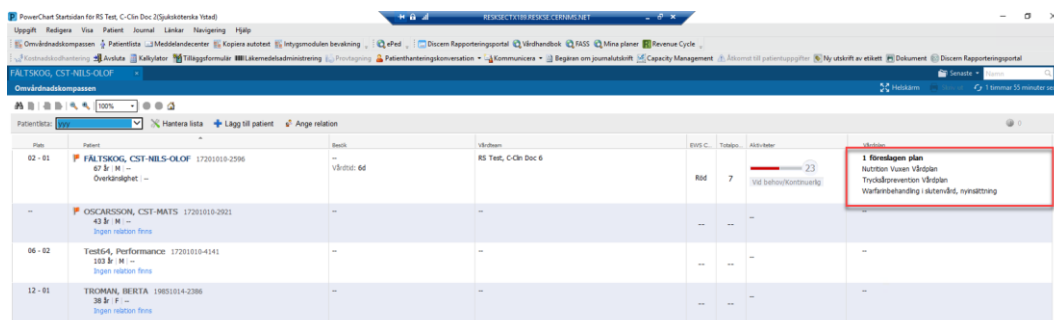 PowerChart Startsidan för RS Test, C-Clin Doc 2(Sjuksköterska Ystad)
RESKSECTX189.RESKSE.CERNMS.NET
Uppgift Redigera Visa Patient Journal Länkar Navigering Hjälp
Omvårdnadskompassen Patientlista Meddelandecenter Kopiera autotext Intygsmodulen bevakning ePed Discern Rapporteringsportal Vårdhandbok FASS Mina planer Revenue Cycle
Kostnadskodhantering Avsluta Kalkylator Tilläggsformulär Läkemedelsadministrering Provtagning Patienthanteringskonversation Kommunicera Begäran om journalutskrift Capacity Management Åtkomst till patientuppgifter Ny utskrift av etikett Dokument Discern Rapporteringsportal
FÄLTSKOG, CST-NILS-OLOF × Senaste Namn
Omvårdnadskompassen Helskärm 1 timmar 55 minuter se
100%
Patientlista: yyy Hantera lista Lägg till patient Ange relation 0
Plats Patient Besök Vårdteam EWS C... Totalpo... Aktiviteter Vårdplan
02 - 01 FÄLTSKOG, CST-NILS-OLOF 17201010-2596 -- RS Test, C-Clin Doc 6 Röd 7 23 1 föreslagen plan
67 år | M | -- Vårdtid: 6d Vid behov/Kontinuerlig Nutrition Vuxen Vårdplan
Överkänslighet | -- Trycksårprevention Vårdplan
Warfarinbehandling i slutenvård, nyinsättning
-- OSCARSSON, CST-MATS 17201010-2921 -- -- -- -- -- --
43 år | M | --
Ingen relation finns
06 - 02 Test64, Performance 17201010-4141 -- -- -- -- -- --
103 år | M | --
Ingen relation finns
12 - 01 TROMAN, BERTA 19851014-2386 -- -- -- -- -- --
38 år | F | --
Ingen relation finns